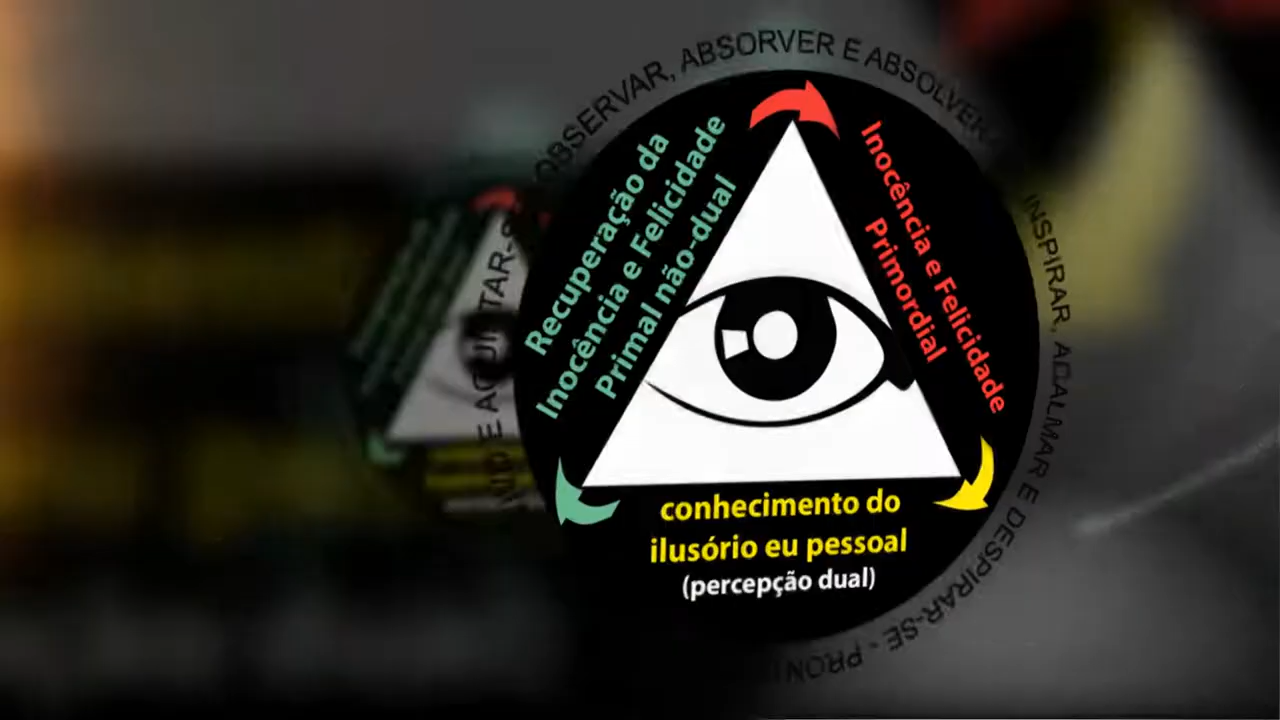 OBSERVAR, ABSORVER E ABSOLVER
INSPIRAR, ACALMAR E DESPIRAR-SE -
Recuperação da
Inocência e Felicidade
Primal não-dual
Inocência e Felicidade
Primordial
conhecimento do
ilusório eu pessoal
(percepção dual)